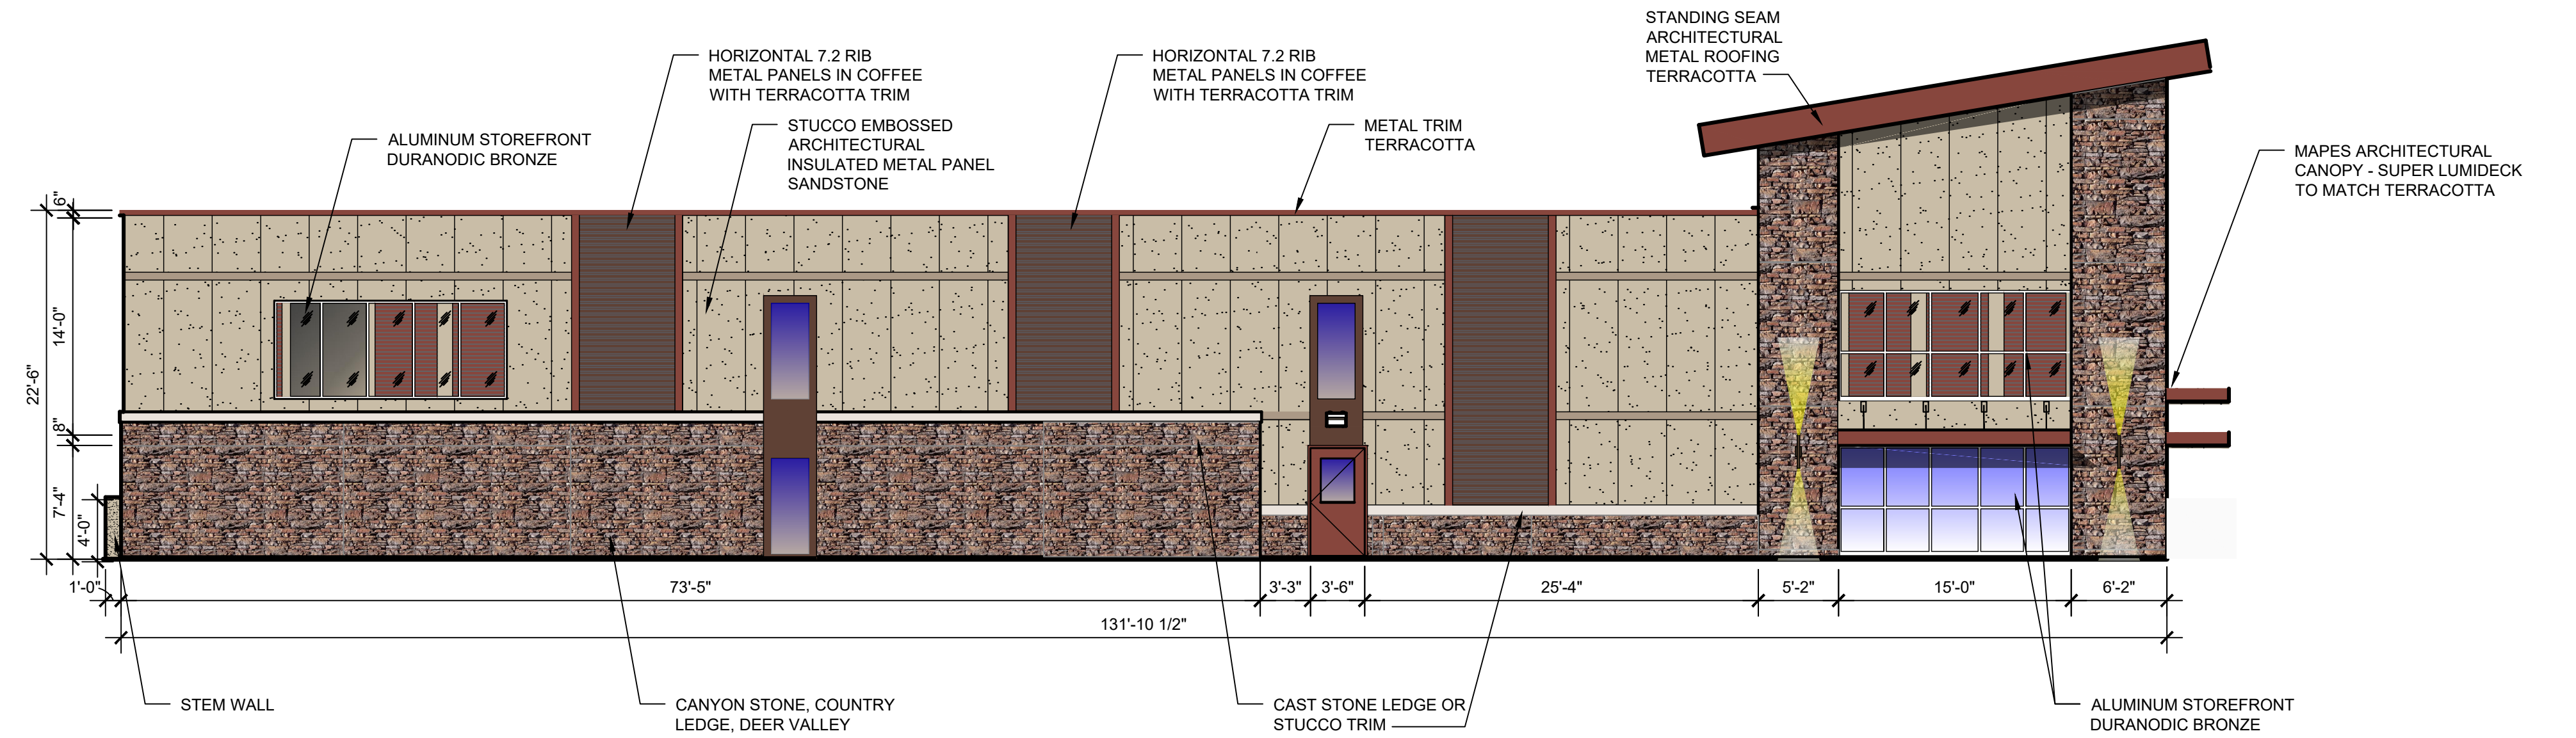 STANDING SEAM
ARCHITECTURAL
METAL ROOFING
TERRACOTTA
HORIZONTAL 7.2 RIB
METAL PANELS IN COFFEE
WITH TERRACOTTA TRIM
HORIZONTAL 7.2 RIB
METAL PANELS IN COFFEE
WITH TERRACOTTA TRIM
ALUMINUM STOREFRONT
DURANODIC BRONZE
STUCCO EMBOSSED
ARCHITECTURAL
INSULATED METAL PANEL
SANDSTONE
METAL TRIM
TERRACOTTA
MAPES ARCHITECTURAL
CANOPY - SUPER LUMIDECK
TO MATCH TERRACOTTA
6"
14'-0"
22'-6"
8"
7'-4"
4'-0"
1'-0"
73'-5"
3'-3"
3'-6"
25'-4"
5'-2"
15'-0"
6'-2"
131'-10 1/2"
STEM WALL
CANYON STONE, COUNTRY
LEDGE, DEER VALLEY
CAST STONE LEDGE OR
STUCCO TRIM
ALUMINUM STOREFRONT
DURANODIC BRONZE